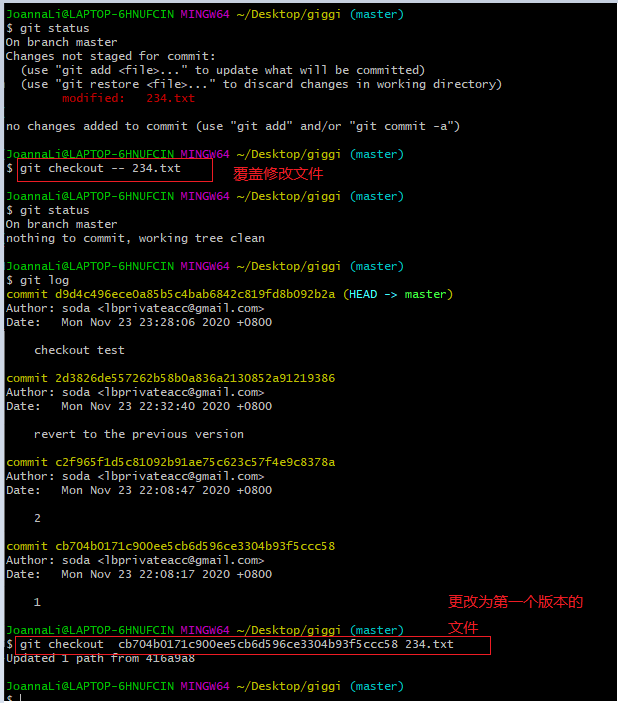 JoannaLi@LAPTOP-6HNUFCIN MINGW64 ~/Desktop/giggi (master)
$ git status
On branch master
Changes not staged for commit:
  (use "git add <file>..." to update what will be committed)
  (use "git restore <file>..." to discard changes in working directory)
        modified:   234.txt

no changes added to commit (use "git add" and/or "git commit -a")

JoannaLi@LAPTOP-6HNUFCIN MINGW64 ~/Desktop/giggi (master)
$ git checkout -- 234.txt
覆盖修改文件

JoannaLi@LAPTOP-6HNUFCIN MINGW64 ~/Desktop/giggi (master)
$ git status
On branch master
nothing to commit, working tree clean

JoannaLi@LAPTOP-6HNUFCIN MINGW64 ~/Desktop/giggi (master)
$ git log
commit d9d4c496ece0a85b5c4bab6842c819fd8b092b2a (HEAD -> master)
Author: soda <lbprivateacc@gmail.com>
Date:   Mon Nov 23 23:28:06 2020 +0800

    checkout test

commit 2d3826de557262b58b0a836a2130852a91219386
Author: soda <lbprivateacc@gmail.com>
Date:   Mon Nov 23 22:32:40 2020 +0800

    revert to the previous version

commit c2f965f1d5c81092b91ae75c623c57f4e9c8378a
Author: soda <lbprivateacc@gmail.com>
Date:   Mon Nov 23 22:08:47 2020 +0800

    2

commit cb704b0171c900ee5cb6d596ce3304b93f5ccc58
Author: soda <lbprivateacc@gmail.com>
Date:   Mon Nov 23 22:08:17 2020 +0800

    1
更改为第一个版本的
文件

JoannaLi@LAPTOP-6HNUFCIN MINGW64 ~/Desktop/giggi (master)
$ git checkout  cb704b0171c900ee5cb6d596ce3304b93f5ccc58 234.txt
Updated 1 path from 416a9a8

JoannaLi@LAPTOP-6HNUFCIN MINGW64 ~/Desktop/giggi (master)
$